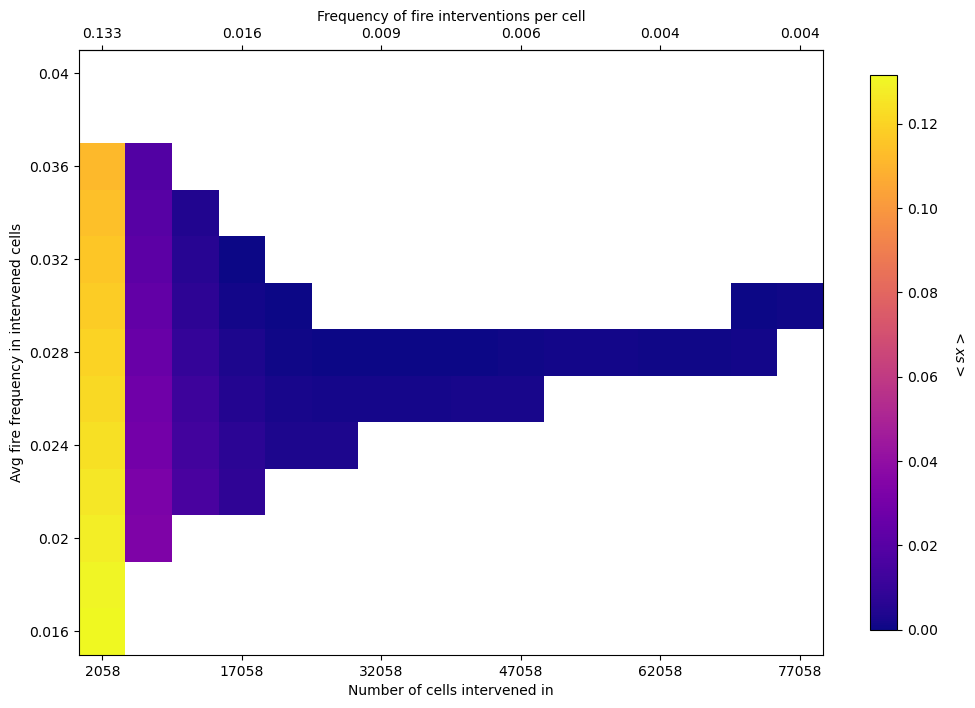 Frequency of fire interventions per cell
0.133 0.016 0.009 0.006 0.004 0.004
0.04
0.036
0.032
0.028
0.024
0.02
0.016
Avg fire frequency in intervened cells
2058 17058 32058 47058 62058 77058
Number of cells intervened in
0.12
0.10
0.08
0.06
0.04
0.02
0.00
< xs >